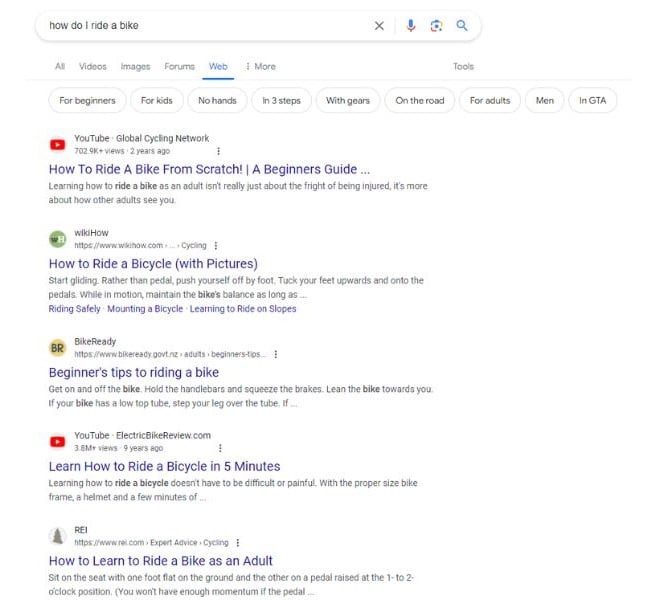 how do I ride a bike
All Videos Images Forums Web More Tools
For beginners For kids No hands In 3 steps With gears On the road For adults Men In GTA
YouTube · Global Cycling Network
702.9K+ views · 2 years ago
How To Ride A Bike From Scratch! | A Beginners Guide ...
Learning how to ride a bike as an adult isn't really just about the fright of being injured, it's more
about how other adults see you.
wikiHow
https://www.wikihow.com › ... › Cycling
How to Ride a Bicycle (with Pictures)
Start gliding. Rather than pedal, push yourself off by foot. Tuck your feet upwards and onto the
pedals. While in motion, maintain the bike's balance as long as ...
Riding Safely · Mounting a Bicycle · Learning to Ride on Slopes
BR
BikeReady
https://www.bikeready.govt.nz › adults › beginners-tips...
Beginner's tips to riding a bike
Get on and off the bike. Hold the handlebars and squeeze the brakes. Lean the bike towards you.
If your bike has a low top tube, step your leg over the tube. If ...
YouTube · ElectricBikeReview.com
3.8M+ views · 9 years ago
Learn How to Ride a Bicycle in 5 Minutes
Learning how to ride a bicycle doesn't have to be difficult or painful. With the proper size bike
frame, a helmet and a few minutes of ...
REI
https://www.rei.com › Expert Advice › Cycling
How to Learn to Ride a Bike as an Adult
Sit on the seat with one foot flat on the ground and the other on a pedal raised at the 1- to 2-
o'clock position. (You won't have enough momentum if the pedal ...